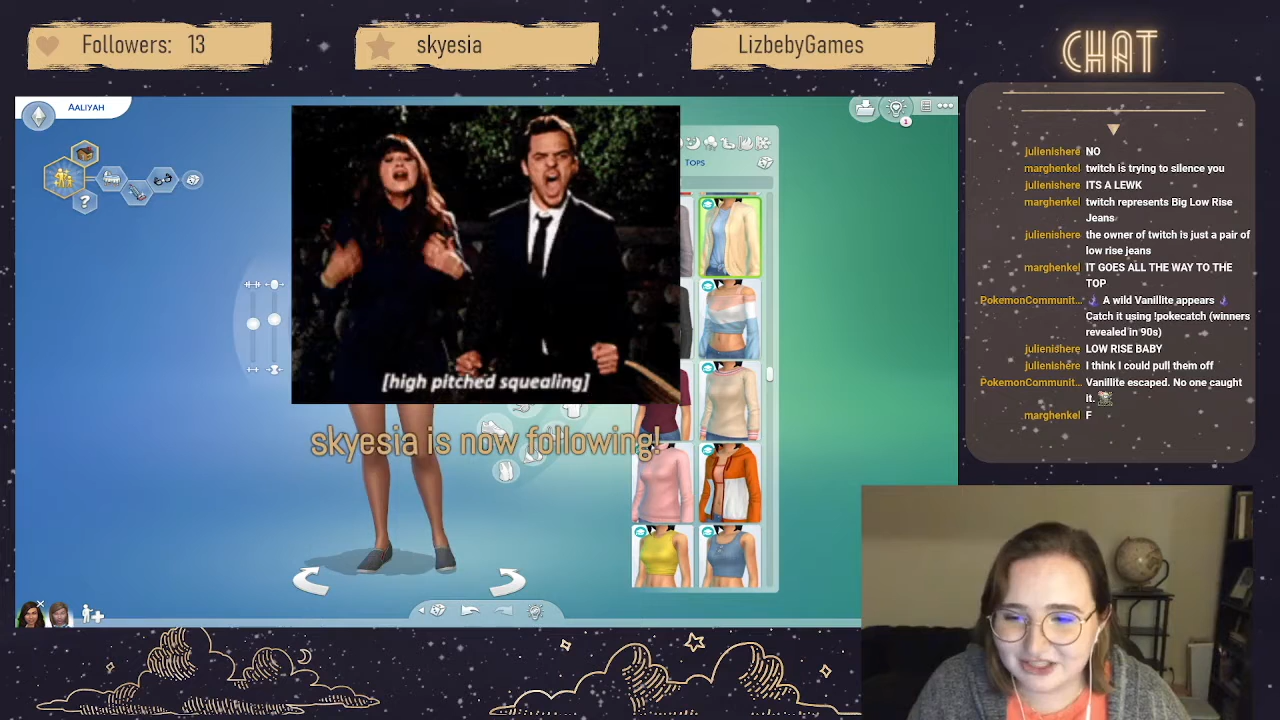 Followers: 13
skyesia
LizbebyGames
CHAT
AALIYAH
TOPS
1
?
[high pitched squealing]
skyesia is now following!
julienishere NO
marghenkel twitch is trying to silence you
julienishere ITS A LEWK
marghenkel twitch represents Big Low Rise
Jeans
julienishere the owner of twitch is just a pair of
low rise jeans
marghenkel IT GOES ALL THE WAY TO THE
TOP
PokemonCommunit... A wild Vanillite appears
Catch it using !pokecatch (winners
revealed in 90s)
julienishere LOW RISE BABY
julienishere I think I could pull them off
PokemonCommunit... Vanillite escaped. No one caught
it.
marghenkel F